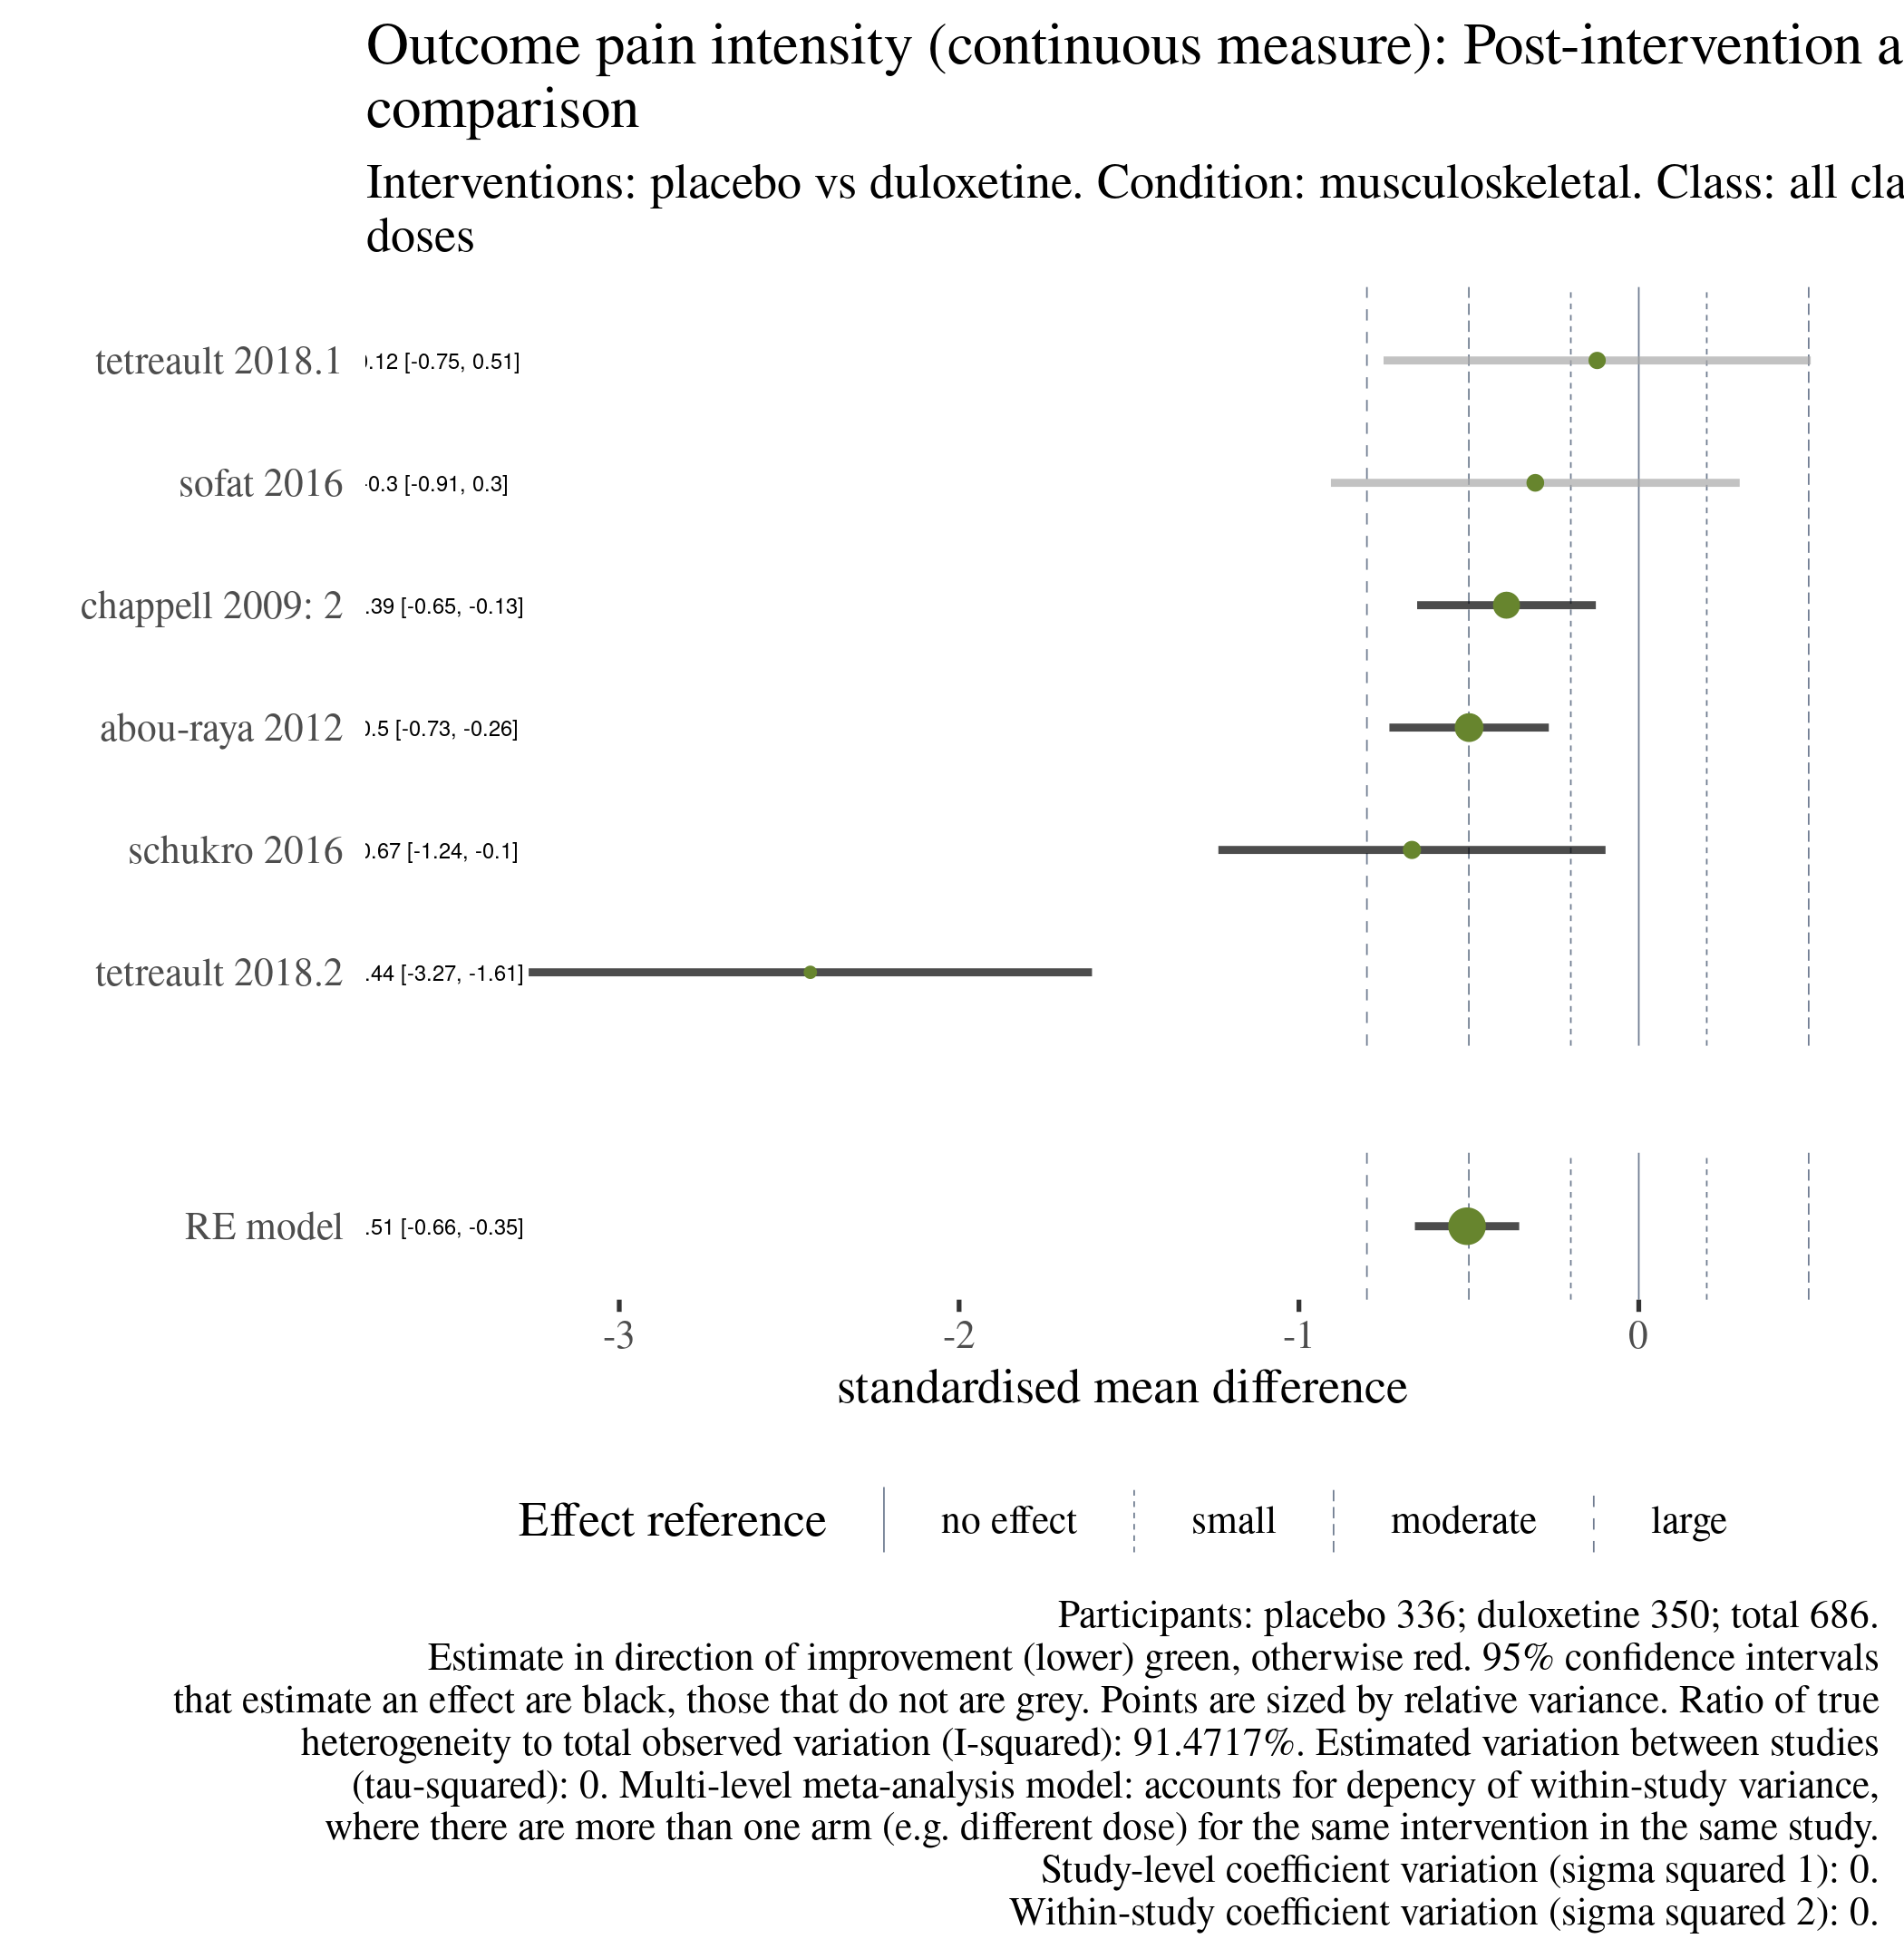 Outcome pain intensity (continuous measure): Post-intervention a
comparison
Interventions: placebo vs duloxetine. Condition: musculoskeletal. Class: all cla
doses
tetreault 2018.1 .12 [-0.75, 0.51]
sofat 2016 -0.3 [-0.91, 0.3]
chappell 2009: 2 .39 [-0.65, -0.13]
abou-raya 2012 0.5 [-0.73, -0.26]
schukro 2016 0.67 [-1.24, -0.1]
tetreault 2018.2 .44 [-3.27, -1.61]
RE model .51 [-0.66, -0.35]
-3 -2 -1 0
standardised mean difference
Effect reference no effect small moderate large
Participants: placebo 336; duloxetine 350; total 686.
Estimate in direction of improvement (lower) green, otherwise red. 95% confidence intervals
that estimate an effect are black, those that do not are grey. Points are sized by relative variance. Ratio of true
heterogeneity to total observed variation (I-squared): 91.4717%. Estimated variation between studies
(tau-squared): 0. Multi-level meta-analysis model: accounts for depency of within-study variance,
where there are more than one arm (e.g. different dose) for the same intervention in the same study.
Study-level coefficient variation (sigma squared 1): 0.
Within-study coefficient variation (sigma squared 2): 0.